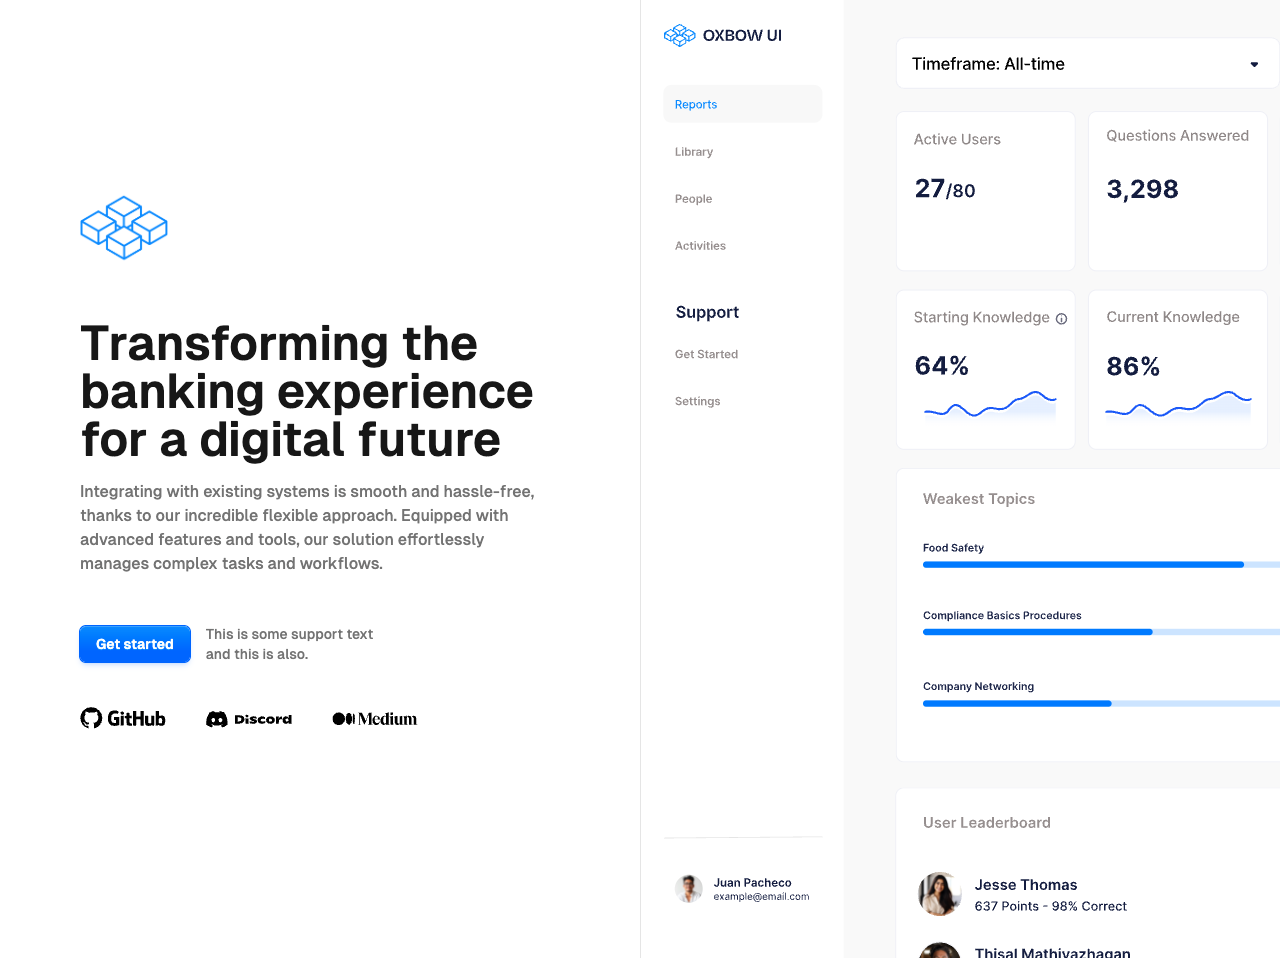 Transforming the
banking experience
for a digital future
Integrating with existing systems is smooth and hassle-free,
thanks to our incredible flexible approach. Equipped with
advanced features and tools, our solution effortlessly
manages complex tasks and workflows.
Get started
This is some support text
and this is also.
GitHub
Discord
Medium
OXBOW UI
Reports
Library
People
Activities
Support
Get Started
Settings
Juan Pacheco
example@email.com
Timeframe: All-time
Active Users
27/80
Questions Answered
3,298
Starting Knowledge
64%
Current Knowledge
86%
Weakest Topics
Food Safety
Compliance Basics Procedures
Company Networking
User Leaderboard
Jesse Thomas
637 Points - 98% Correct
Thisal Mathiyazhagan